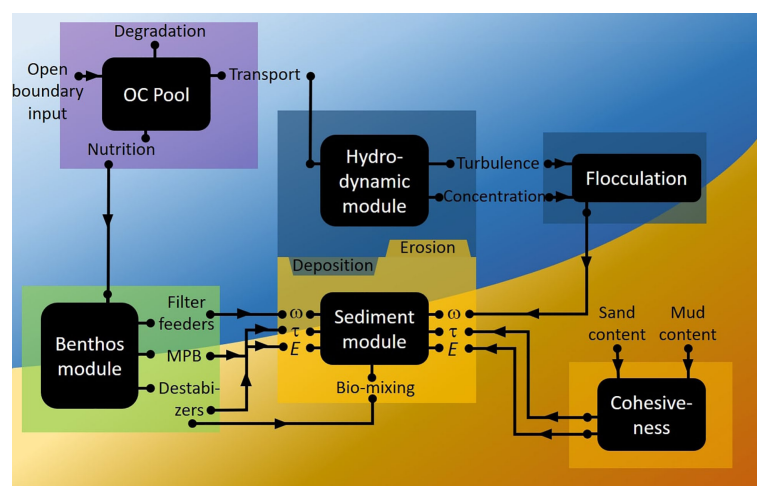 Degradation
Open
boundary
input
OC Pool
Transport
Nutrition
Hydro-
dynamic
module
Turbulence
Concentration
Flocculation
Erosion
Deposition
Filter
feeders
MPB
Destabi-
zers
Benthos
module
ω
τ
E
Sediment
module
ω
τ
E
Bio-mixing
Sand
content
Mud
content
Cohesive-
ness